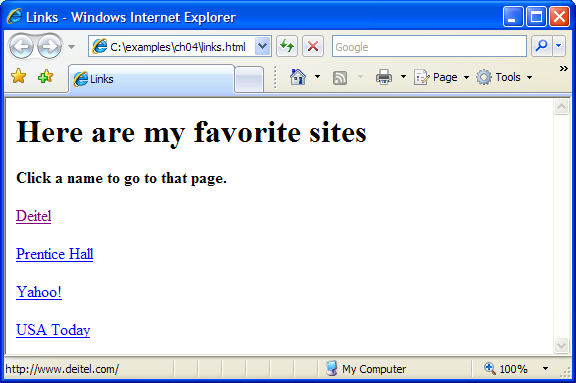 Links - Windows Internet Explorer
C:\examples\ch04\links.html
Google
Links
Page
Tools
»
Here are my favorite sites
Click a name to go to that page.
Deitel
Prentice Hall
Yahoo!
USA Today
http://www.deitel.com/
My Computer
100%